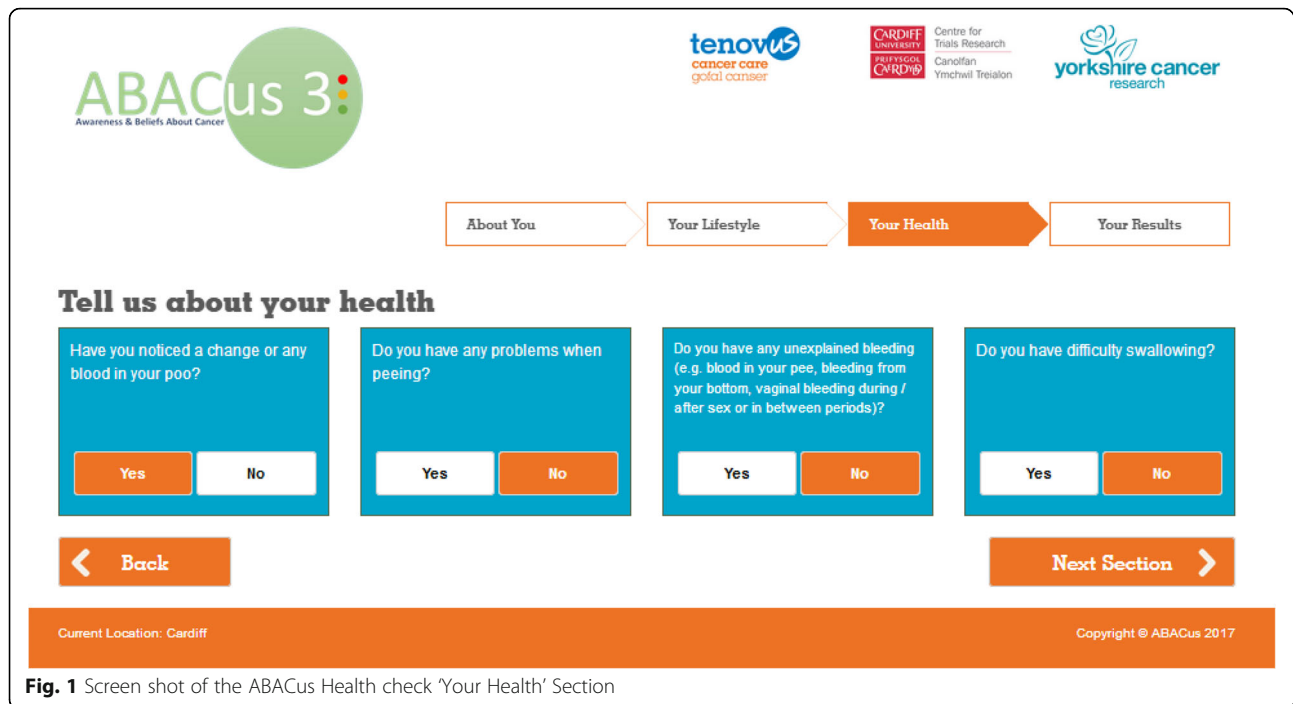 ABACus 3
Awareness & Beliefs About Cancer
tenovus
cancer care
gofal canser
CARDIFF
UNIVERSITY
PRIFYSGOL
CAERDYDD
Centre for
Trials Research
Canolfan
Ymchwil Treialon
yorkshire cancer
research
About You
Your Lifestyle
Your Health
Your Results
Tell us about your health
Have you noticed a change or any
blood in your poo?
Yes No
Do you have any problems when
peeing?
Yes No
Do you have any unexplained bleeding
(e.g. blood in your pee, bleeding from
your bottom, vaginal bleeding during /
after sex or in between periods)?
Yes No
Do you have difficulty swallowing?
Yes No
Back
Next Section
Current Location: Cardiff
Copyright © ABACus 2017
Fig. 1 Screen shot of the ABACus Health check ‘Your Health’ Section